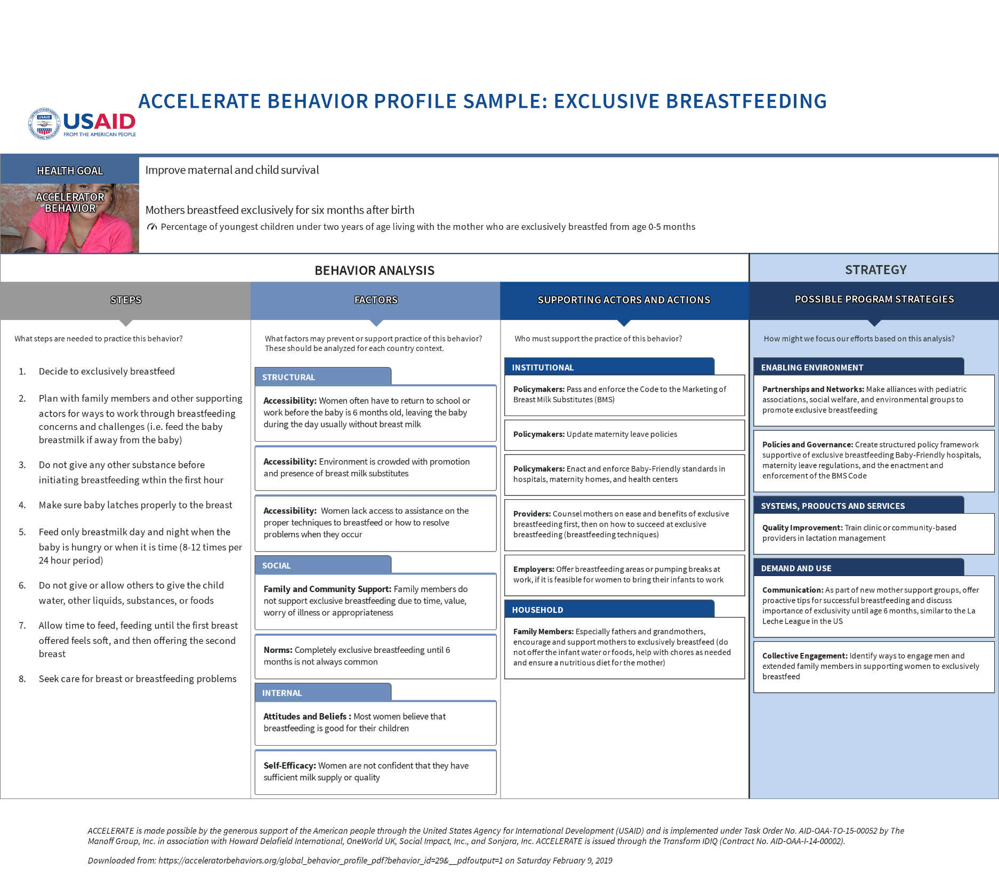 ACCELERATE BEHAVIOR PROFILE SAMPLE: EXCLUSIVE BREASTFEEDING
UNITED STATES AGENCY
USAID
INTERNATIONAL DEVELOPMENT
USAID
FROM THE AMERICAN PEOPLE
HEALTH GOAL
Improve maternal and child survival
ACCELERATOR
BEHAVIOR
Mothers breastfeed exclusively for six months after birth
Percentage of youngest children under two years of age living with the mother who are exclusively breastfed from age 0-5 months
BEHAVIOR ANALYSIS
STRATEGY
STEPS
What steps are needed to practice this behavior?
1. Decide to exclusively breastfeed
2. Plan with family members and other supporting
actors for ways to work through breastfeeding
concerns and challenges (i.e. feed the baby
breastmilk if away from the baby)
3. Do not give any other substance before
initiating breastfeeding wthin the first hour
4. Make sure baby latches properly to the breast
5. Feed only breastmilk day and night when the
baby is hungry or when it is time (8-12 times per
24 hour period)
6. Do not give or allow others to give the child
water, other liquids, substances, or foods
7. Allow time to feed, feeding until the first breast
offered feels soft, and then offering the second
breast
8. Seek care for breast or breastfeeding problems
FACTORS
What factors may prevent or support practice of this behavior?
These should be analyzed for each country context.
STRUCTURAL
Accessibility: Women often have to return to school or
work before the baby is 6 months old, leaving the baby
during the day usually without breast milk
Accessibility: Environment is crowded with promotion
and presence of breast milk substitutes
Accessibility: Women lack access to assistance on the
proper techniques to breastfeed or how to resolve
problems when they occur
SOCIAL
Family and Community Support: Family members do
not support exclusive breastfeeding due to time, value,
worry of illness or appropriateness
Norms: Completely exclusive breastfeeding until 6
months is not always common
INTERNAL
Attitudes and Beliefs : Most women believe that
breastfeeding is good for their children
Self-Efficacy: Women are not confident that they have
sufficient milk supply or quality
SUPPORTING ACTORS AND ACTIONS
Who must support the practice of this behavior?
INSTITUTIONAL
Policymakers: Pass and enforce the Code to the Marketing of
Breast Milk Substitutes (BMS)
Policymakers: Update maternity leave policies
Policymakers: Enact and enforce Baby-Friendly standards in
hospitals, maternity homes, and health centers
Providers: Counsel mothers on ease and benefits of exclusive
breastfeeding first, then on how to succeed at exclusive
breastfeeding (breastfeeding techniques)
Employers: Offer breastfeeding areas or pumping breaks at
work, if it is feasible for women to bring their infants to work
HOUSEHOLD
Family Members: Especially fathers and grandmothers,
encourage and support mothers to exclusively breastfeed (do
not offer the infant water or foods, help with chores as needed
and ensure a nutritious diet for the mother)
POSSIBLE PROGRAM STRATEGIES
How might we focus our efforts based on this analysis?
ENABLING ENVIRONMENT
Partnerships and Networks: Make alliances with pediatric
associations, social welfare, and environmental groups to
promote exclusive breastfeeding
Policies and Governance: Create structured policy framework
supportive of exclusive breastfeeding Baby-Friendly hospitals,
maternity leave regulations, and the enactment and
enforcement of the BMS Code
SYSTEMS, PRODUCTS AND SERVICES
Quality Improvement: Train clinic or community-based
providers in lactation management
DEMAND AND USE
Communication: As part of new mother support groups, offer
proactive tips for successful breastfeeding and discuss
importance of exclusivity until age 6 months, similar to the La
Leche League in the US
Collective Engagement: Identify ways to engage men and
extended family members in supporting women to exclusively
breastfeed
ACCELERATE is made possible by the generous support of the American people through the United States Agency for International Development (USAID) and is implemented under Task Order No. AID-OAA-TO-15-00052 by The
Manoff Group, Inc. in association with Howard Delafield International, OneWorld UK, Social Impact, Inc., and Sonjara, Inc. ACCELERATE is issued through the Transform IDIQ (Contract No. AID-OAA-I-14-00002).
Downloaded from: https://acceleratorbehaviors.org/global_behavior_profile_pdf?behavior_id=29&__pdfoutput=1 on Saturday February 9, 2019